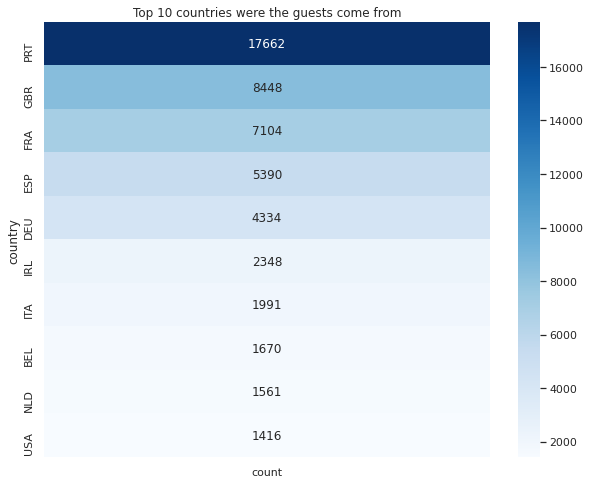 Top 10 countries were the guests come from
country
PRT
17662
GBR
8448
FRA
7104
ESP
5390
DEU
4334
IRL
2348
ITA
1991
BEL
1670
NLD
1561
USA
1416
count
16000
14000
12000
10000
8000
6000
4000
2000